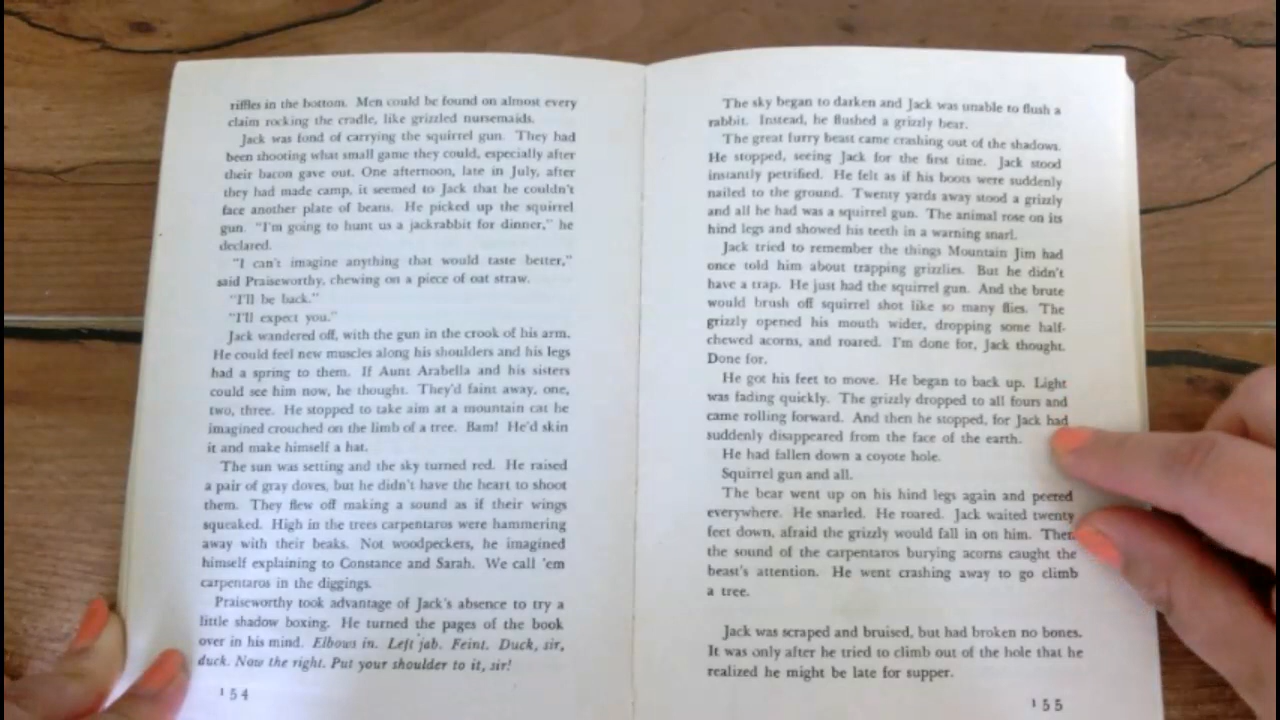 riffles in the bottom. Men could be found on almost every
claim rocking the cradle, like grizzled nursemaids.
Jack was fond of carrying the squirrel gun. They had
been shooting what small game they could, especially after
their bacon gave out. One afternoon, late in July, after
they had made camp, it seemed to Jack that he couldn't
face another plate of beans. He picked up the squirrel
gun. "I'm going to hunt us a jackrabbit for dinner," he
declared.
"I can't imagine anything that would taste better,"
said Praiseworthy, chewing on a piece of oat straw.
"I'll be back."
"I'll expect you."
Jack wandered off, with the gun in the crook of his arm.
He could feel new muscles along his shoulders and his legs
had a spring to them. If Aunt Arabella and his sisters
could see him now, he thought. They'd faint away, one,
two, three. He stopped to take aim at a mountain cat he
imagined crouched on the limb of a tree. Bam! He'd skin
it and make himself a hat.
The sun was setting and the sky turned red. He raised
a pair of gray doves, but he didn't have the heart to shoot
them. They flew off making a sound as if their wings
squeaked. High in the trees carpentaros were hammering
away with their beaks. Not woodpeckers, he imagined
himself explaining to Constance and Sarah. We call 'em
carpentaros in the diggings.
Praiseworthy took advantage of Jack's absence to try a
little shadow boxing. He turned the pages of the book
over in his mind. Elbows in. Left jab. Feint. Duck, sir,
duck. Now the right. Put your shoulder to it, sir!
154
The sky began to darken and Jack was unable to flush a
rabbit. Instead, he flushed a grizzly bear.
The great furry beast came crashing out of the shadows.
He stopped, seeing Jack for the first time. Jack stood
instantly petrified. He felt as if his boots were suddenly
nailed to the ground. Twenty yards away stood a grizzly
and all he had was a squirrel gun. The animal rose on its
hind legs and showed his teeth in a warning snarl.
Jack tried to remember the things Mountain Jim had
once told him about trapping grizzlies. But he didn't
have a trap. He just had the squirrel gun. And the brute
would brush off squirrel shot like so many flies. The
grizzly opened his mouth wider, dropping some half-
chewed acorns, and roared. I'm done for, Jack thought.
Done for.
He got his feet to move. He began to back up. Light
was fading quickly. The grizzly dropped to all fours and
came rolling forward. And then he stopped, for Jack had
suddenly disappeared from the face of the earth.
He had fallen down a coyote hole.
Squirrel gun and all.
The bear went up on his hind legs again and peered
everywhere. He snarled. He roared. Jack waited twenty
feet down, afraid the grizzly would fall in on him. Then
the sound of the carpentaros burying acorns caught the
beast's attention. He went crashing away to go climb
a tree.
Jack was scraped and bruised, but had broken no bones.
It was only after he tried to climb out of the hole that he
realized he might be late for supper.
155